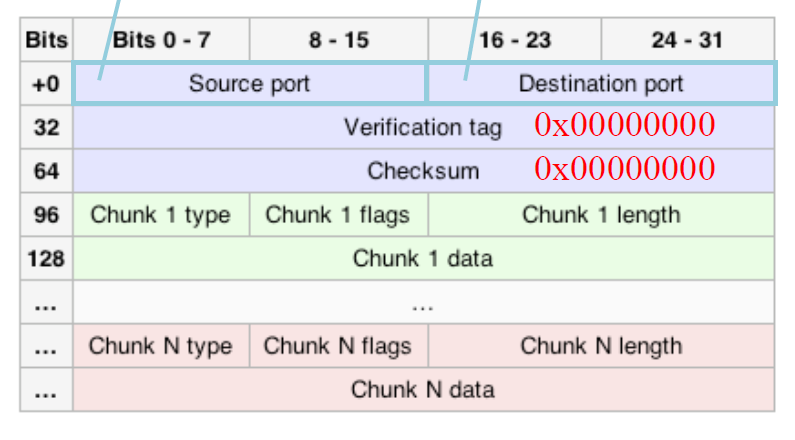 Bits Bits 0 - 7 8 - 15 16 - 23 24 - 31
+0 Source port Destination port
32 Verification tag 0x00000000
64 Checksum 0x00000000
96 Chunk 1 type Chunk 1 flags Chunk 1 length
128 Chunk 1 data
... ...
... Chunk N type Chunk N flags Chunk N length
... Chunk N data